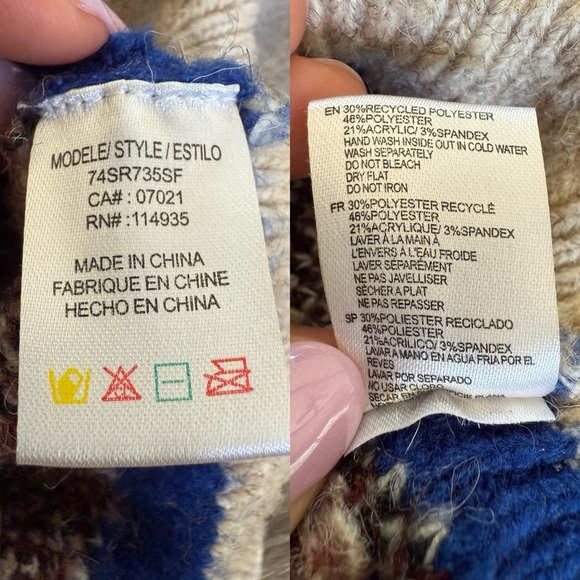 MODELE/ STYLE / ESTILO
74SR735SF
CA# : 07021
RN# : 114935
MADE IN CHINA
FABRIQUE EN CHINE
HECHO EN CHINA
EN 30%RECYCLED POLYESTER
46%POLYESTER
21%ACRYLIC/ 3%SPANDEX
HAND WASH INSIDE OUT IN COLD WATER
WASH SEPARATELY
DO NOT BLEACH
DRY FLAT
DO NOT IRON
FR 30%POLYESTER RECYCLÉ
46%POLYESTER
21%ACRYLIQUE/ 3%SPANDEX
LAVER À LA MAIN À
L'ENVERS À L'EAU FROIDE
LAVER SÉPARÉMENT
NE PAS JAVELLISER
SÉCHER A PLAT
NE PAS REPASSER
SP 30%POLIESTER RECICLADO
46%POLIESTER
21%ACRILICO/ 3%SPANDEX
LAVAR A MANO EN AGUA FRIA POR EL
REVES
LAVAR POR SEPARADO
NO USAR CLORO
SECAR EN